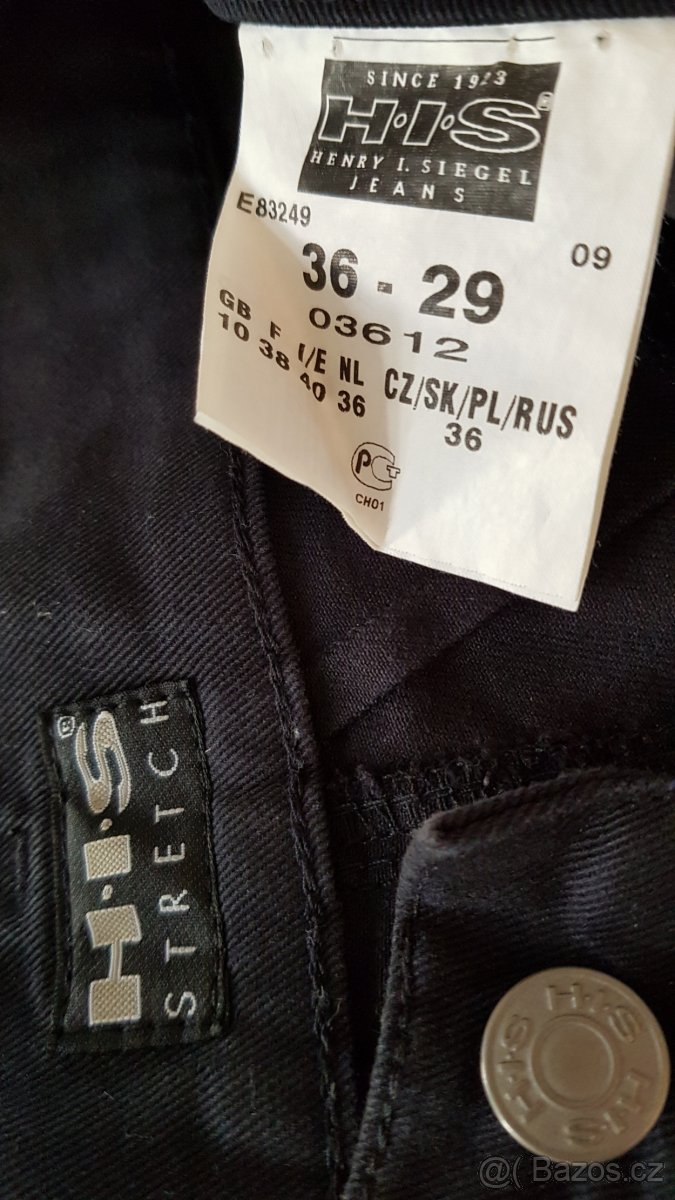 SINCE 1923
H·I·S®
HENRY I. SIEGEL
JEANS
E83249
09
36 - 29
03612
GB F I/E NL CZ/SK/PL/RUS
10 38 40 36 36
PCT
CH01
H·I·S®
STRETCH
H·I·S H·I·S H·I·S
@( Bazos.cz